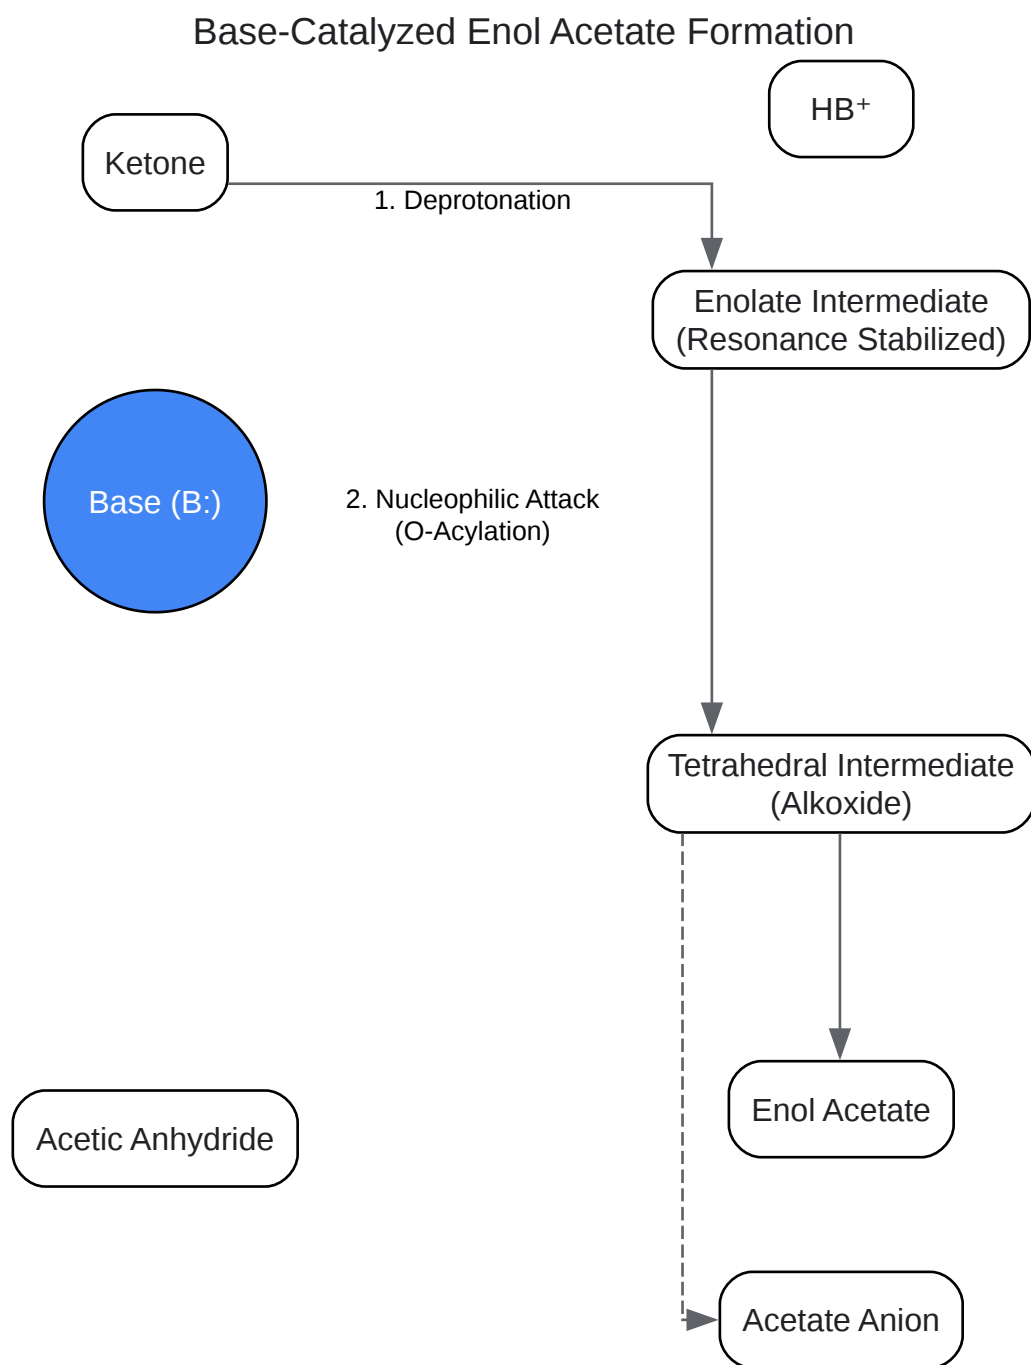 Base-Catalyzed Enol Acetate Formation
HB⁺
Ketone
1. Deprotonation
Enolate Intermediate
(Resonance Stabilized)
Base (B:)
2. Nucleophilic Attack
(O-Acylation)
Tetrahedral Intermediate
(Alkoxide)
Enol Acetate
Acetic Anhydride
Acetate Anion